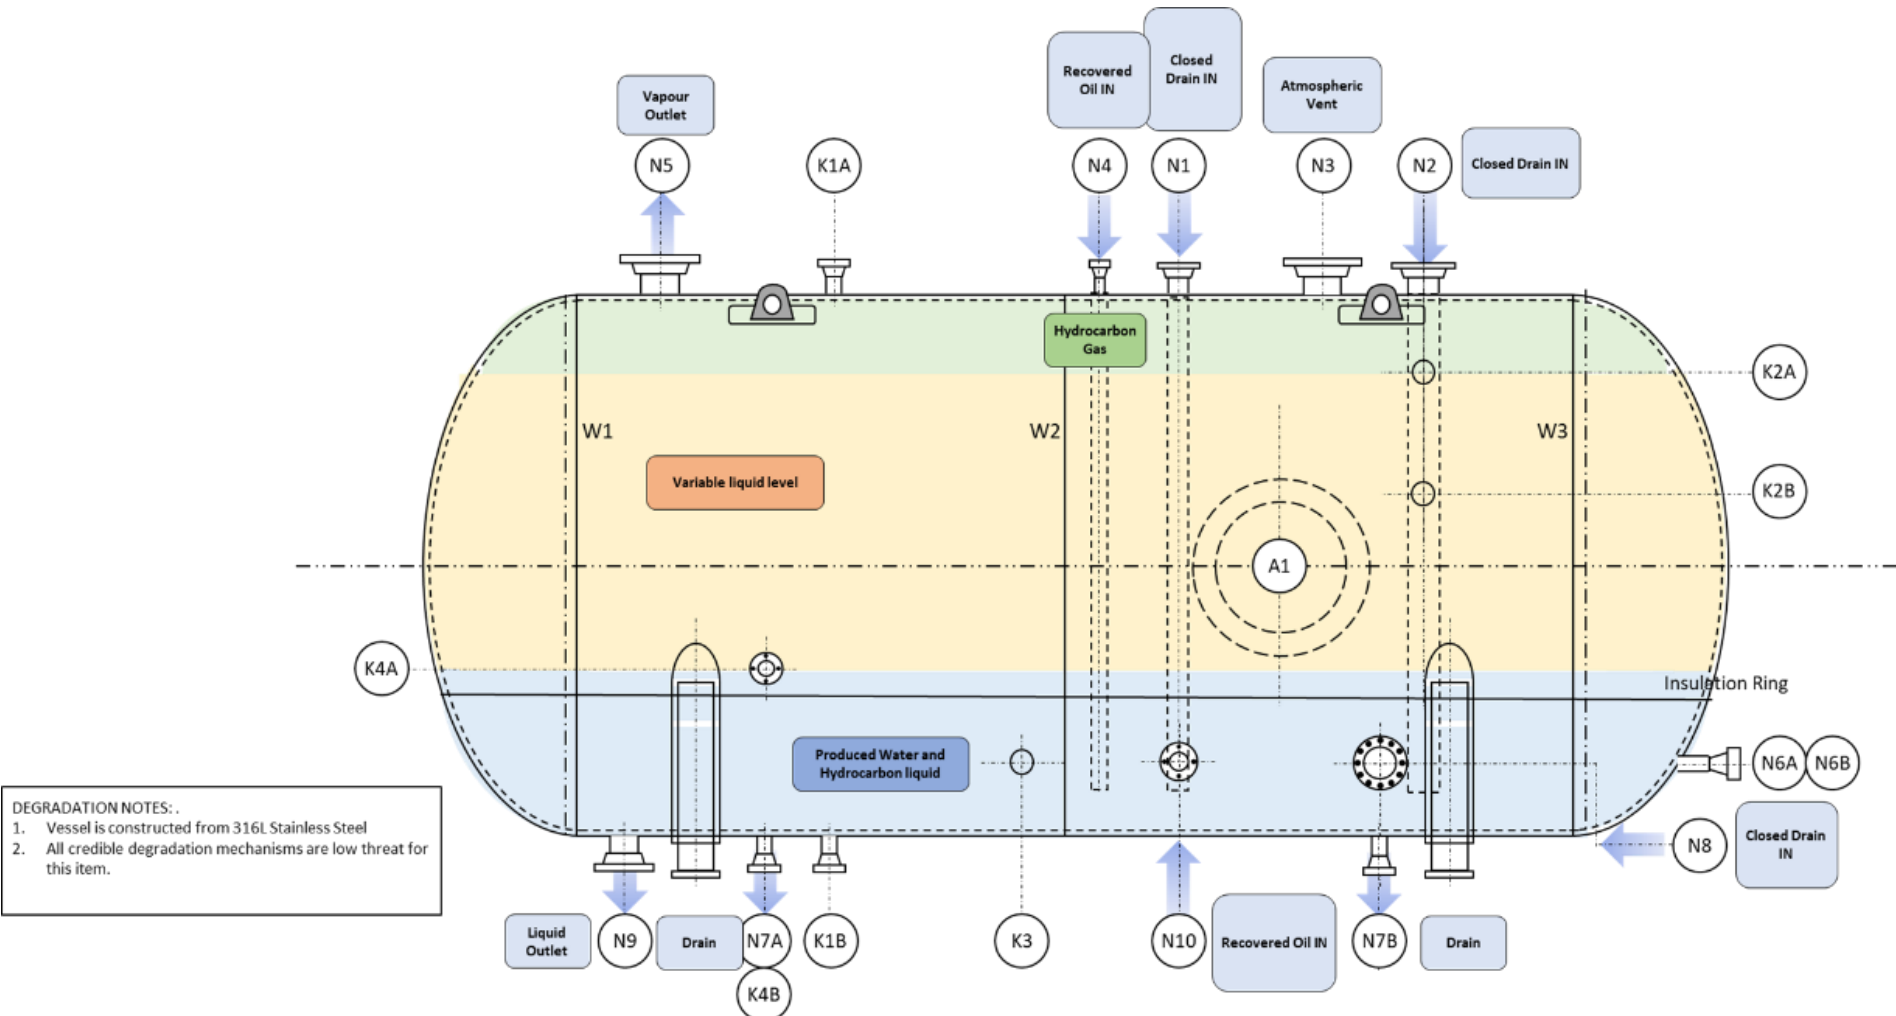 Closed
Drain IN
Recovered
Oil IN
Atmospheric
Vent
Vapour
Outlet
N5
K1A
N4
N1
N3
N2
Closed Drain IN
Hydrocarbon
Gas
K2A
W1
W2
W3
Variable liquid level
K2B
A1
K4A
Insulation Ring
Produced Water and
Hydrocarbon liquid
N6A
N6B
DEGRADATION NOTES: .
1. Vessel is constructed from 316L Stainless Steel
2. All credible degradation mechanisms are low threat for
this item.
N8
Closed Drain
IN
Liquid
Outlet
N9
Drain
N7A
K1B
K3
N10
Recovered Oil IN
N7B
Drain
K4B